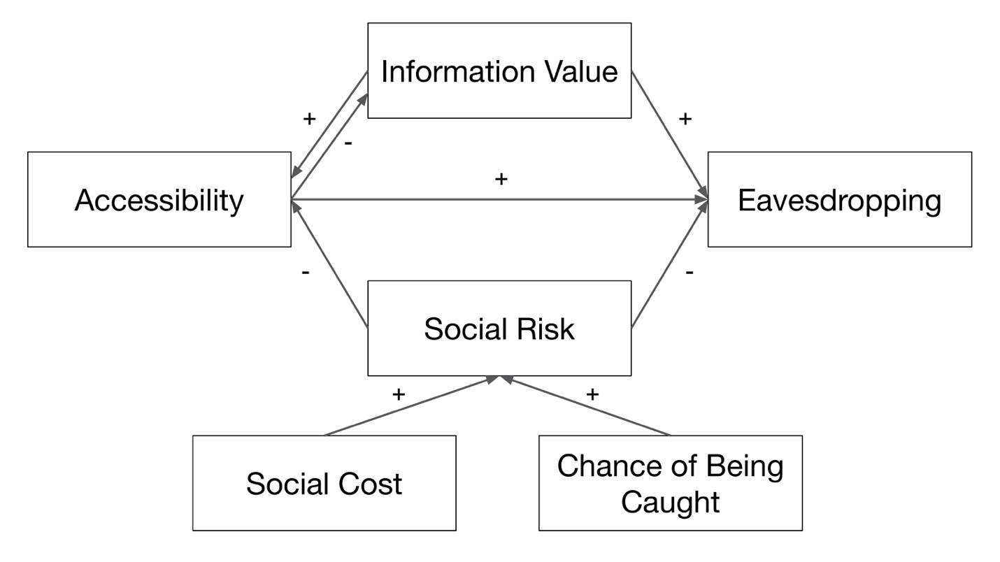 Information Value
+
+
-
+
Accessibility
Eavesdropping
-
-
Social Risk
+
+
Social Cost
Chance of Being
Caught